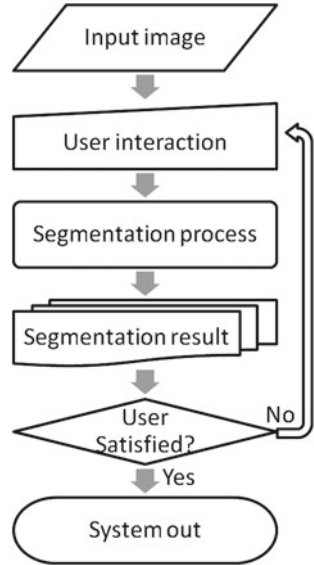 Input image
User interaction
Segmentation process
Segmentation result
User
Satisfied?
No
Yes
System out